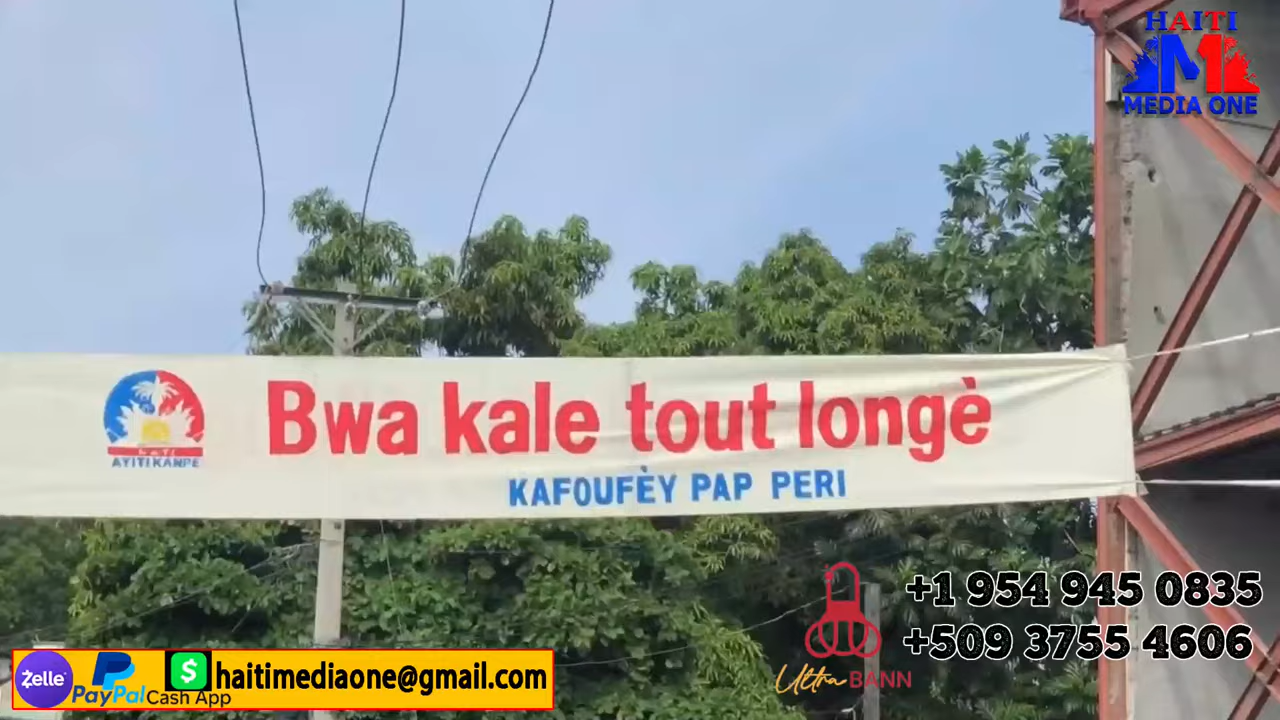 HAITI
M
MEDIA ONE
Bwa kale tout longè
AYITI KANPE
KAFOUFÈY PAP PERI
+1 954 945 0835
+509 3755 4606
Zelle
PayPal
Cash App
haitimediaone@gmail.com
Ultra BANN